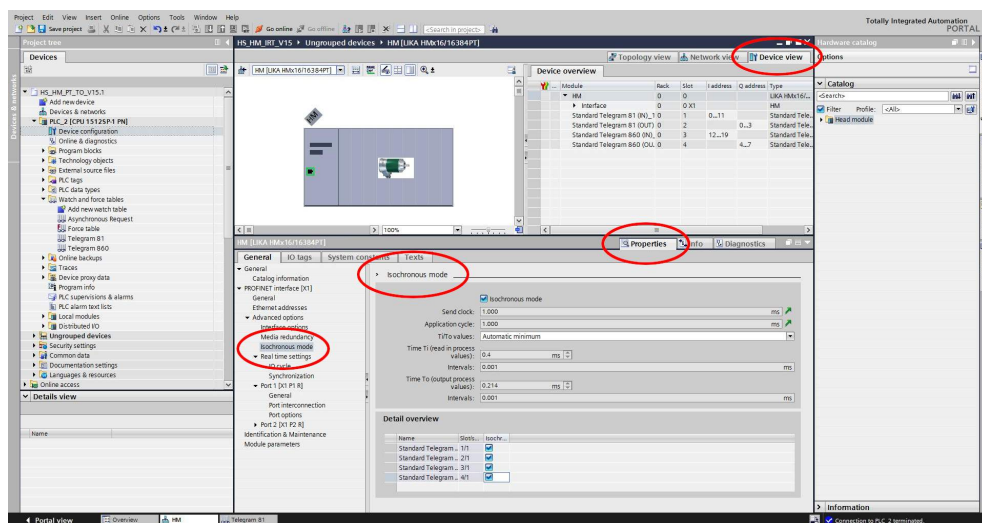 Project Edit View Insert Online Options Tools Window Help
Totally Integrated Automation
PORTAL
Save project
Go online Go offline
<Search in project>
Project tree
HS_HM_IRT_V15 Ungrouped devices HM [LIKA HMx16/16384PT]
Hardware catalog
Devices
Topology view Network view Device view
Options
HM [LIKA HMx16/16384PT]
Device overview
Devices & networks
HS_HM_PT_TO_V15.1
Add new device
Devices & networks
PLC_2 [CPU 1512SP-1 PN]
Device configuration
Online & diagnostics
Program blocks
Technology objects
External source files
PLC tags
PLC data types
Watch and force tables
Add new watch table
Asynchronous Request
Force table
Telegram 81
Telegram 860
Online backups
Traces
Device proxy data
Program info
PLC supervisions & alarms
PLC alarm text lists
Local modules
Distributed I/O
Ungrouped devices
Security settings
Common data
Documentation settings
Languages & resources
Online access
Details view
Name
HM
100%
Module Rack Slot I address Q address Type
HM 0 0 LIKA HMx16/...
Interface 0 0 X1 HM
Standard Telegram 81 (IN)_1 0 1 0...11 Standard Tele..
Standard Telegram 81 (OUT) 0 2 0...3 Standard Tele..
Standard Telegram 860 (IN)_ 0 3 12...19 Standard Tele..
Standard Telegram 860 (OU.. 0 4 4...7 Standard Tele..
Catalog
<Search>
Filter Profile: <All>
Head module
HM [LIKA HMx16/16384PT]
Properties Info Diagnostics
General IO tags System constants Texts
General
Catalog information
PROFINET interface [X1]
General
Ethernet addresses
Advanced options
Interface options
Media redundancy
Isochronous mode
Real time settings
IO cycle
Synchronization
Port 1 [X1 P1 R]
General
Port interconnection
Port options
Port 2 [X1 P2 R]
Identification & Maintenance
Module parameters
Isochronous mode
Isochronous mode
Send clock: 1.000 ms
Application cycle: 1.000 ms
Ti/To values: Automatic minimum
Time Ti (read in process
values): 0.4 ms
Intervals: 0.001 ms
Time To (output process
values): 0.214 ms
Intervals: 0.001 ms
Detail overview
Name Slot/s... Isochr...
Standard Telegram .. 1/1
Standard Telegram .. 2/1
Standard Telegram .. 3/1
Standard Telegram .. 4/1
Information
Portal view Overview HM Telegram 81
Connection to PLC_2 terminated.